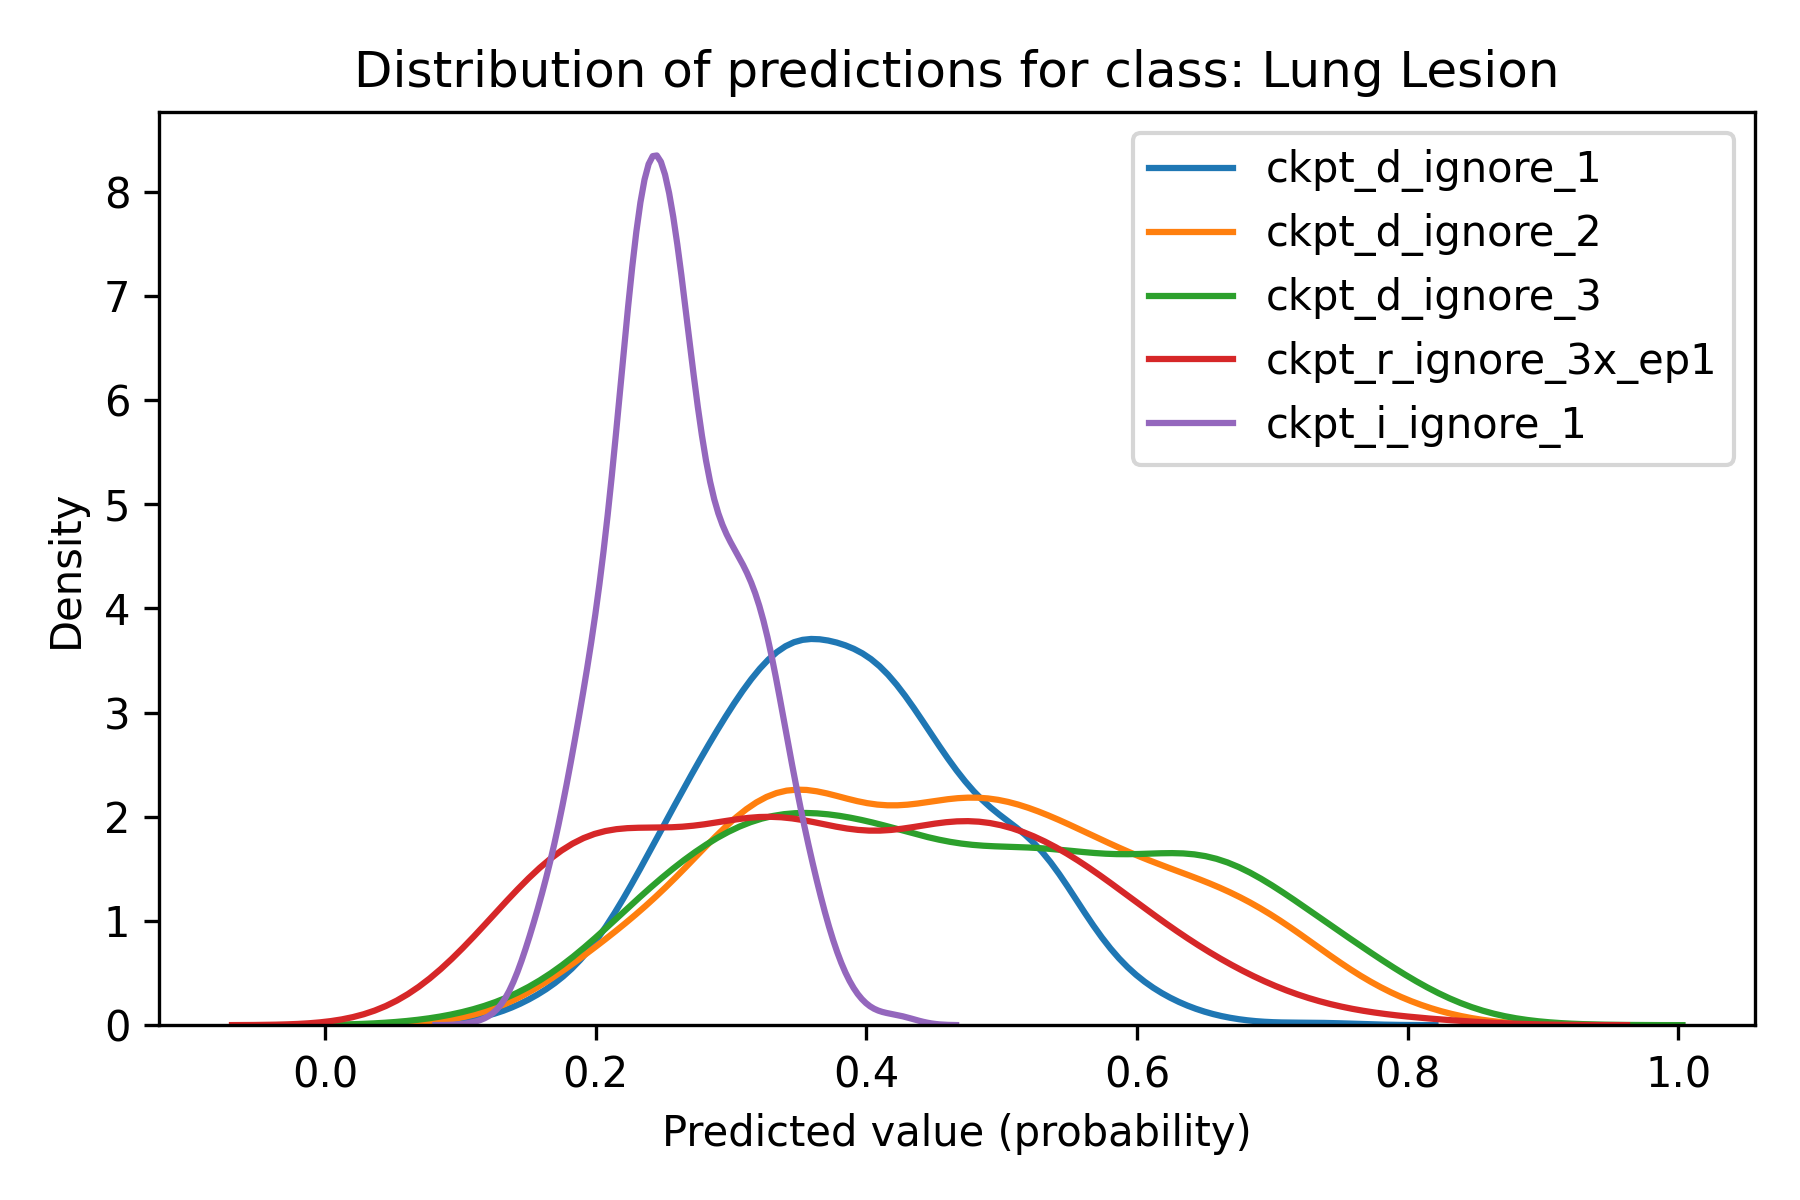 Distribution of predictions for class: Lung Lesion
ckpt_d_ignore_1
ckpt_d_ignore_2
ckpt_d_ignore_3
ckpt_r_ignore_3x_ep1
ckpt_i_ignore_1
Density
8
7
6
5
4
3
2
1
0
0.0 0.2 0.4 0.6 0.8 1.0
Predicted value (probability)